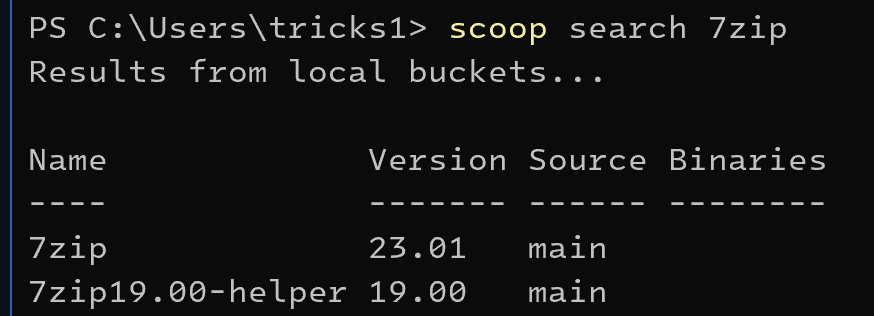 PS C:\Users\tricks1> scoop search 7zip
Results from local buckets...
Name Version Source Binaries
---- ------- ------ --------
7zip 23.01 main
7zip19.00-helper 19.00 main